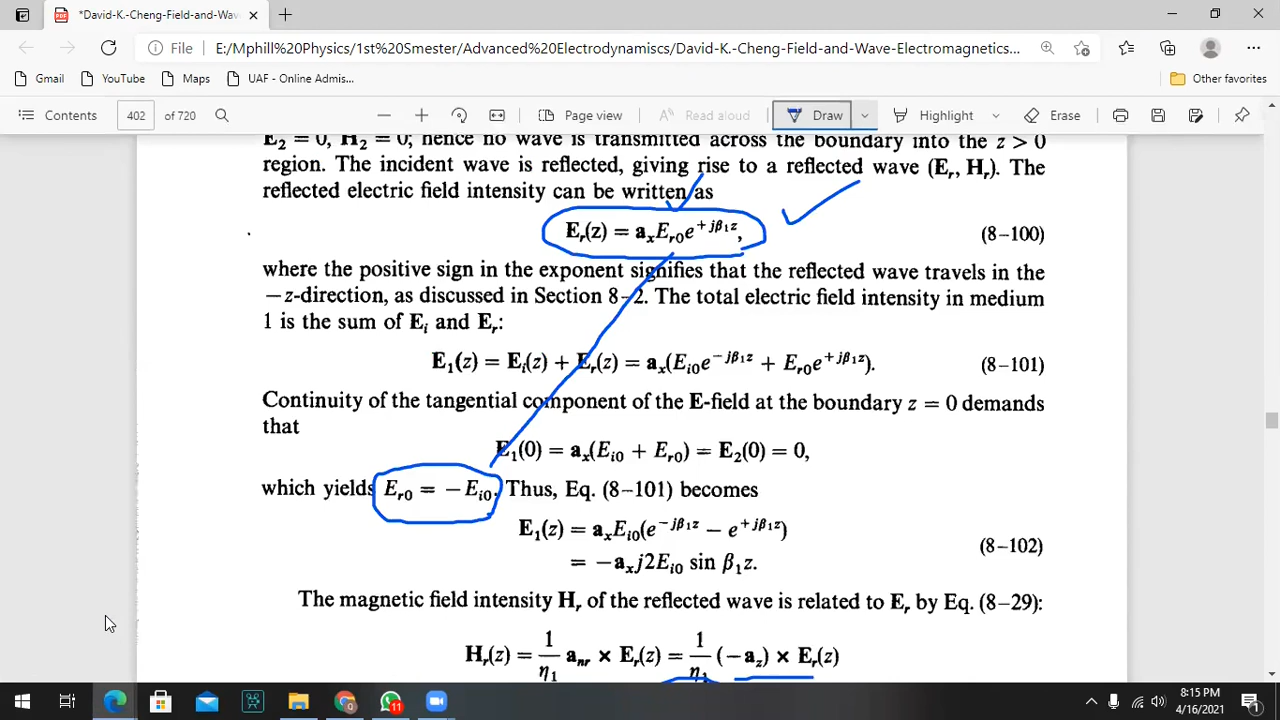 *David-K.-Cheng-Field-and-Wav
File
E:/Mphill%20Physics/1st%20Smester/Advanced%20Electrodynamiscs/David-K.-Cheng-Field-and-Wave-Electromagnetics...
Gmail YouTube Maps UAF - Online Admis... Other favorites
Contents 402 of 720 Page view Read aloud Draw Highlight Erase
E₂ = 0, H₂ = 0; hence no wave is transmitted across the boundary into the z > 0
region. The incident wave is reflected, giving rise to a reflected wave (Eᵣ, Hᵣ). The
reflected electric field intensity can be written as
Eᵣ(z) = aₓEᵣ₀e^{+jβ₁z}, (8–100)
where the positive sign in the exponent signifies that the reflected wave travels in the
−z-direction, as discussed in Section 8–2. The total electric field intensity in medium
1 is the sum of Eᵢ and Eᵣ:
E₁(z) = Eᵢ(z) + Eᵣ(z) = aₓ(Eᵢ₀e^{−jβ₁z} + Eᵣ₀e^{+jβ₁z}). (8–101)
Continuity of the tangential component of the E-field at the boundary z = 0 demands
that
E₁(0) = aₓ(Eᵢ₀ + Eᵣ₀) = E₂(0) = 0,
which yields Eᵣ₀ = −Eᵢ₀. Thus, Eq. (8–101) becomes
E₁(z) = aₓEᵢ₀(e^{−jβ₁z} − e^{+jβ₁z})
= −aₓj2Eᵢ₀ sin β₁z. (8–102)
The magnetic field intensity Hᵣ of the reflected wave is related to Eᵣ by Eq. (8–29):
Hᵣ(z) = 1/η₁ aₙᵣ × Eᵣ(z) = 1/η₁ (−a_z) × Eᵣ(z)
11
8:15 PM
4/16/2021
1